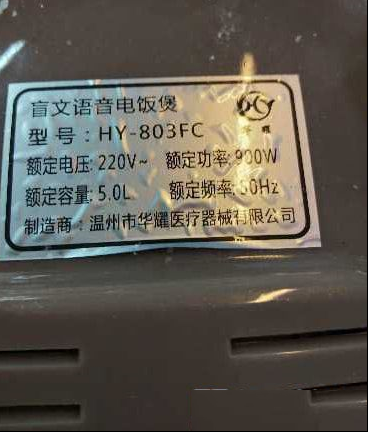 盲文语音电饭煲
型号：HY-803FC
额定电压：220V~ 额定功率：900W
额定容量：5.0L 额定频率：50Hz
制造商：温州市华耀医疗器械有限公司